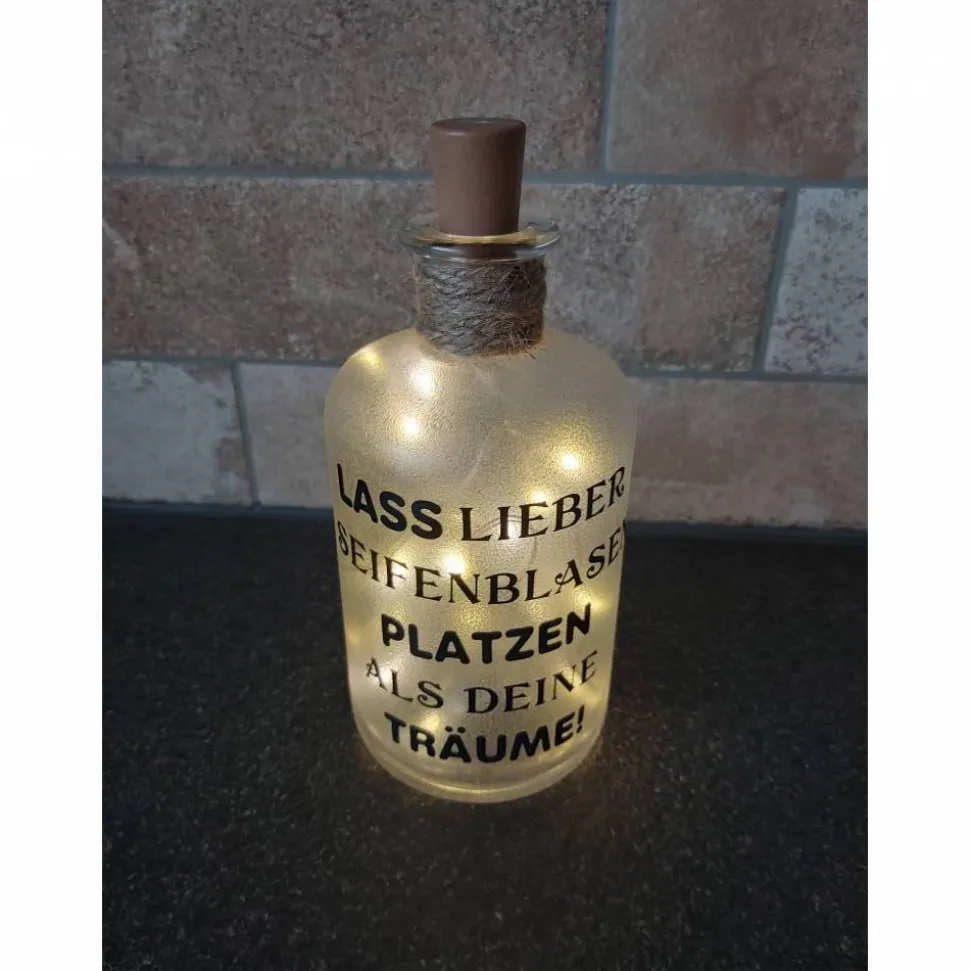 LASS LIEBER
SEIFENBLASEN
PLATZEN
ALS DEINE
TRÄUME!